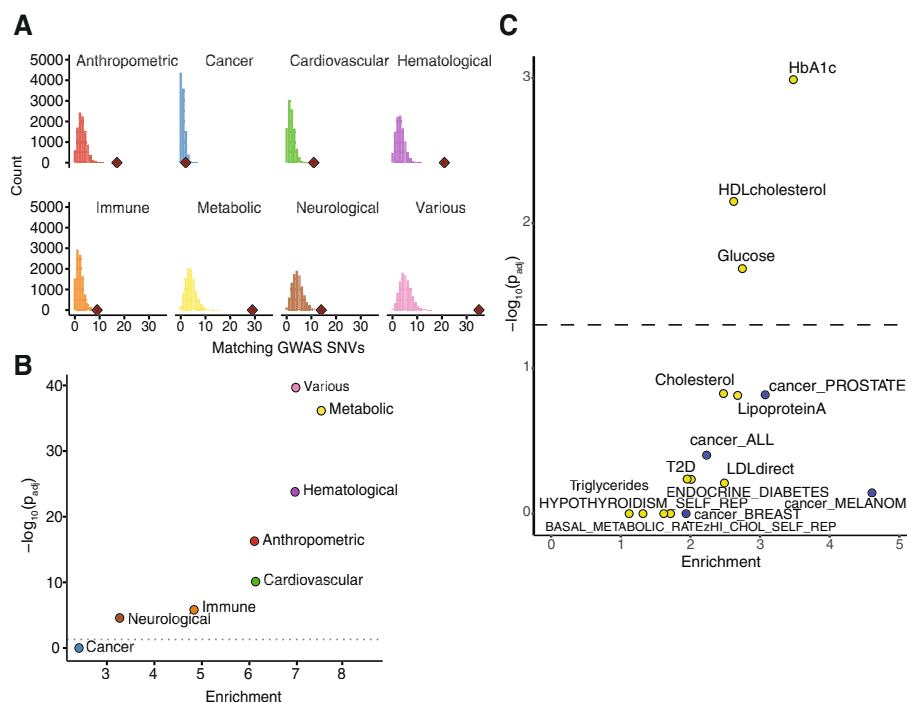 A
Anthropometric Cancer Cardiovascular Hematological
5000
4000
3000
2000
1000
0
Count
Immune Metabolic Neurological Various
5000
4000
3000
2000
1000
0
0 10 20 30 0 10 20 30 0 10 20 30 0 10 20 30
Matching GWAS SNVs
B
40
30
20
10
0
−log10(padj)
Various
Metabolic
Hematological
Anthropometric
Cardiovascular
Immune
Neurological
Cancer
3 4 5 6 7 8
Enrichment
C
3
2
1
0
−log10(padj)
HbA1c
HDLcholesterol
Glucose
Cholesterol
cancer_PROSTATE
LipoproteinA
cancer_ALL
T2D
LDLdirect
Triglycerides
ENDOCRINE_DIABETES
HYPOTHYROIDISM_SELF_REP
cancer_MELANOM
cancer_BREAST
BASAL_METABOLIC_RATEzHI_CHOL_SELF_REP
0 1 2 3 4 5
Enrichment